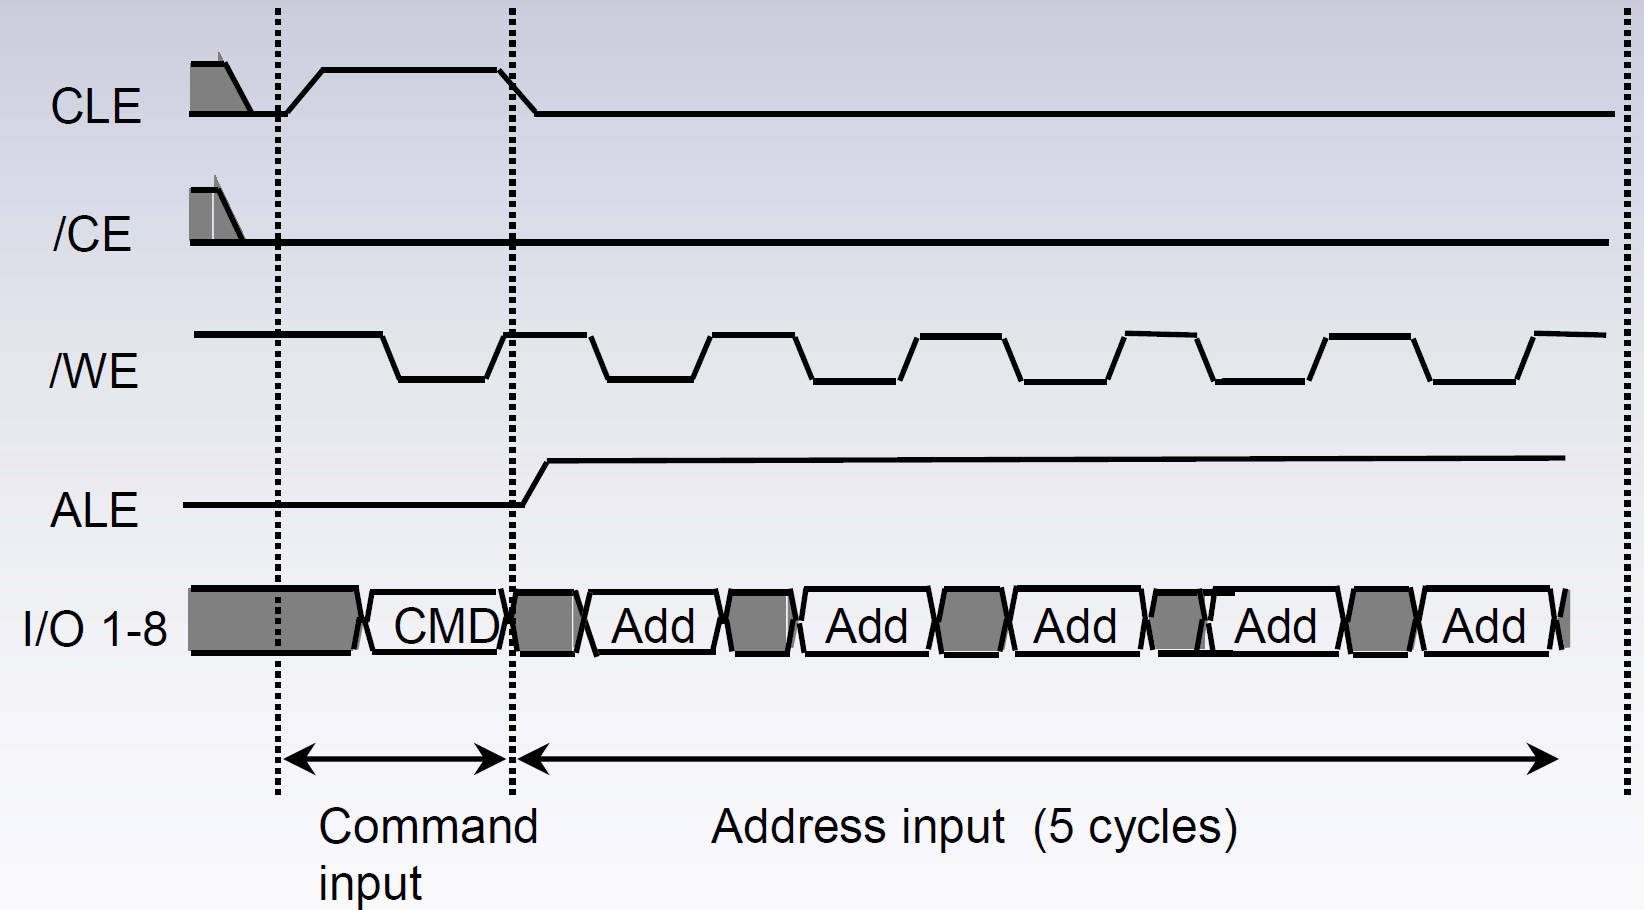 CLE
/CE
/WE
ALE
I/O 1-8 CMD Add Add Add Add Add
Command
input
Address input (5 cycles)